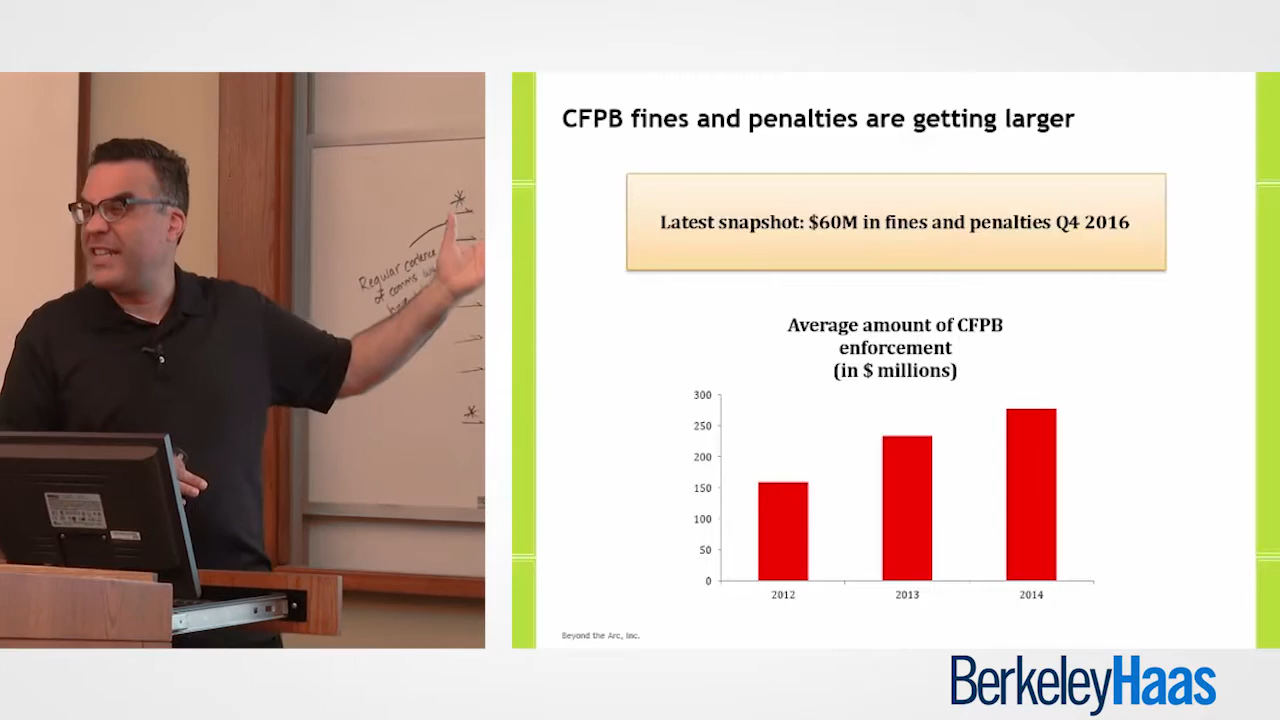 Regular cadence
of comms
CFPB fines and penalties are getting larger
Latest snapshot: $60M in fines and penalties Q4 2016
Average amount of CFPB
enforcement
(in $ millions)
300
250
200
150
100
50
0
2012
2013
2014
Beyond the Arc, Inc.
BerkeleyHaas